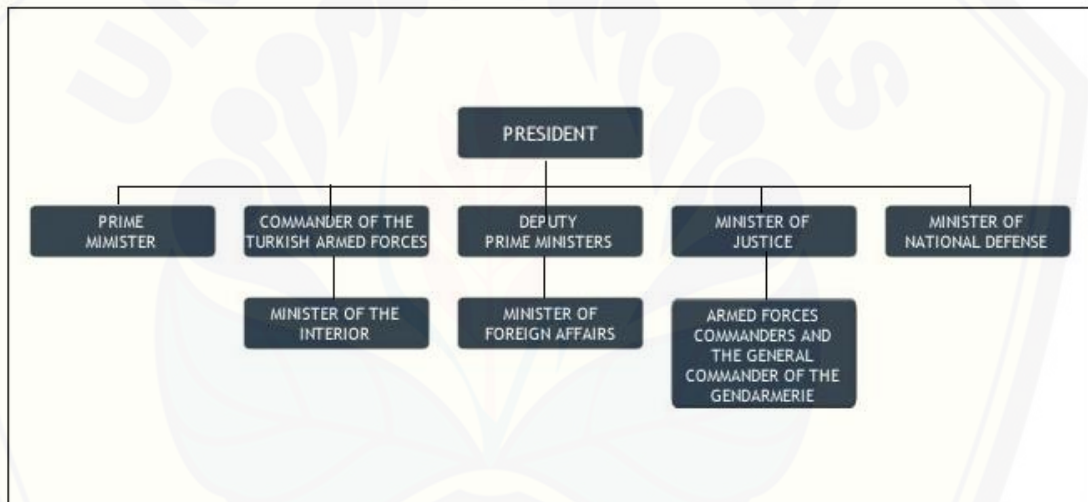 PRESIDENT
PRIME
MIMISTER
COMMANDER OF THE
TURKISH ARMED FORCES
DEPUTY
PRIME MINISTERS
MINISTER OF
JUSTICE
MINISTER OF
NATIONAL DEFENSE
MINISTER OF THE
INTERIOR
MINISTER OF
FOREIGN AFFAIRS
ARMED FORCES
COMMANDERS AND
THE GENERAL
COMMANDER OF THE
GENDARMERIE